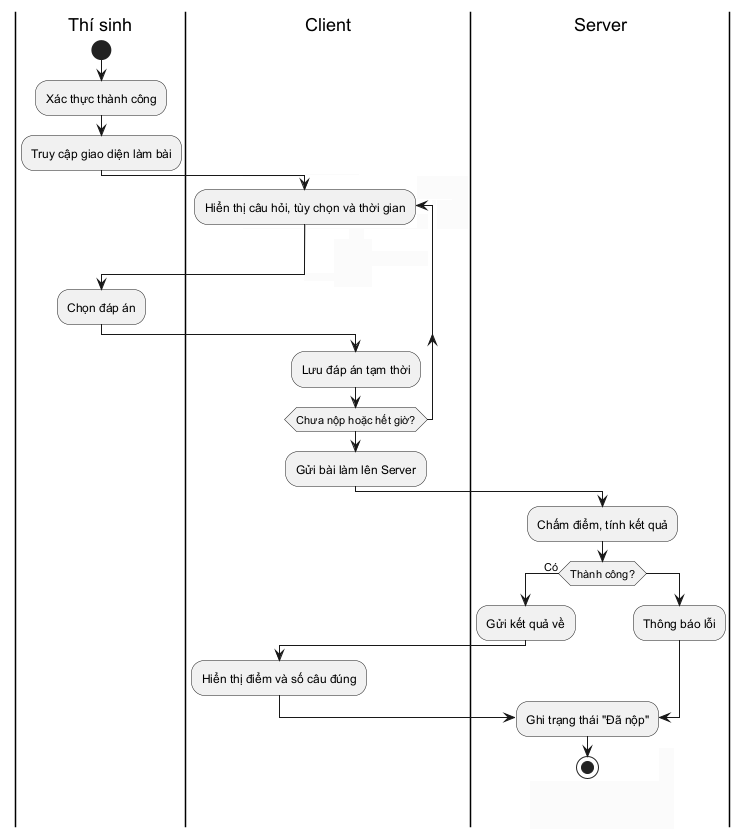 Thí sinh
Client
Server
Xác thực thành công
Truy cập giao diện làm bài
Hiển thị câu hỏi, tùy chọn và thời gian
Chọn đáp án
Lưu đáp án tạm thời
Chưa nộp hoặc hết giờ?
Gửi bài làm lên Server
Chấm điểm, tính kết quả
Có
Thành công?
Gửi kết quả về
Thông báo lỗi
Hiển thị điểm và số câu đúng
Ghi trạng thái "Đã nộp"